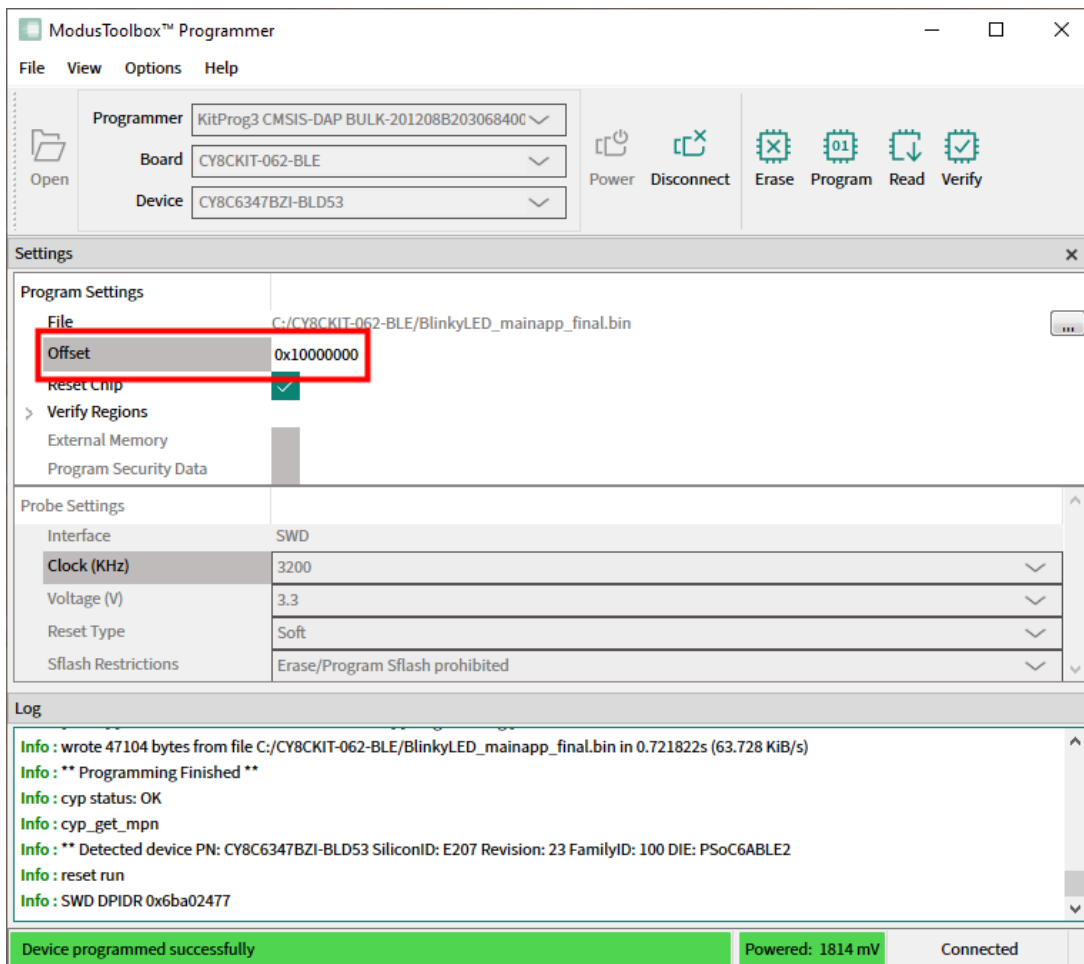 ModusToolbox™ Programmer
File View Options Help
Open
Programmer KitProg3 CMSIS-DAP BULK-201208B203068400
Board CY8CKIT-062-BLE
Device CY8C6347BZI-BLD53
Power Disconnect Erase Program Read Verify
Settings
Program Settings
File C:/CY8CKIT-062-BLE/BlinkyLED_mainapp_final.bin ...
Offset 0x10000000
Reset Chip
Verify Regions
External Memory
Program Security Data
Probe Settings
Interface SWD
Clock (KHz) 3200
Voltage (V) 3.3
Reset Type Soft
Sflash Restrictions Erase/Program Sflash prohibited
Log
Info : wrote 47104 bytes from file C:/CY8CKIT-062-BLE/BlinkyLED_mainapp_final.bin in 0.721822s (63.728 KiB/s)
Info : ** Programming Finished **
Info : cyp status: OK
Info : cyp_get_mpn
Info : ** Detected device PN: CY8C6347BZI-BLD53 SiliconID: E207 Revision: 23 FamilyID: 100 DIE: PSoC6ABLE2
Info : reset run
Info : SWD DPIDR 0x6ba02477
Device programmed successfully Powered: 1814 mV Connected